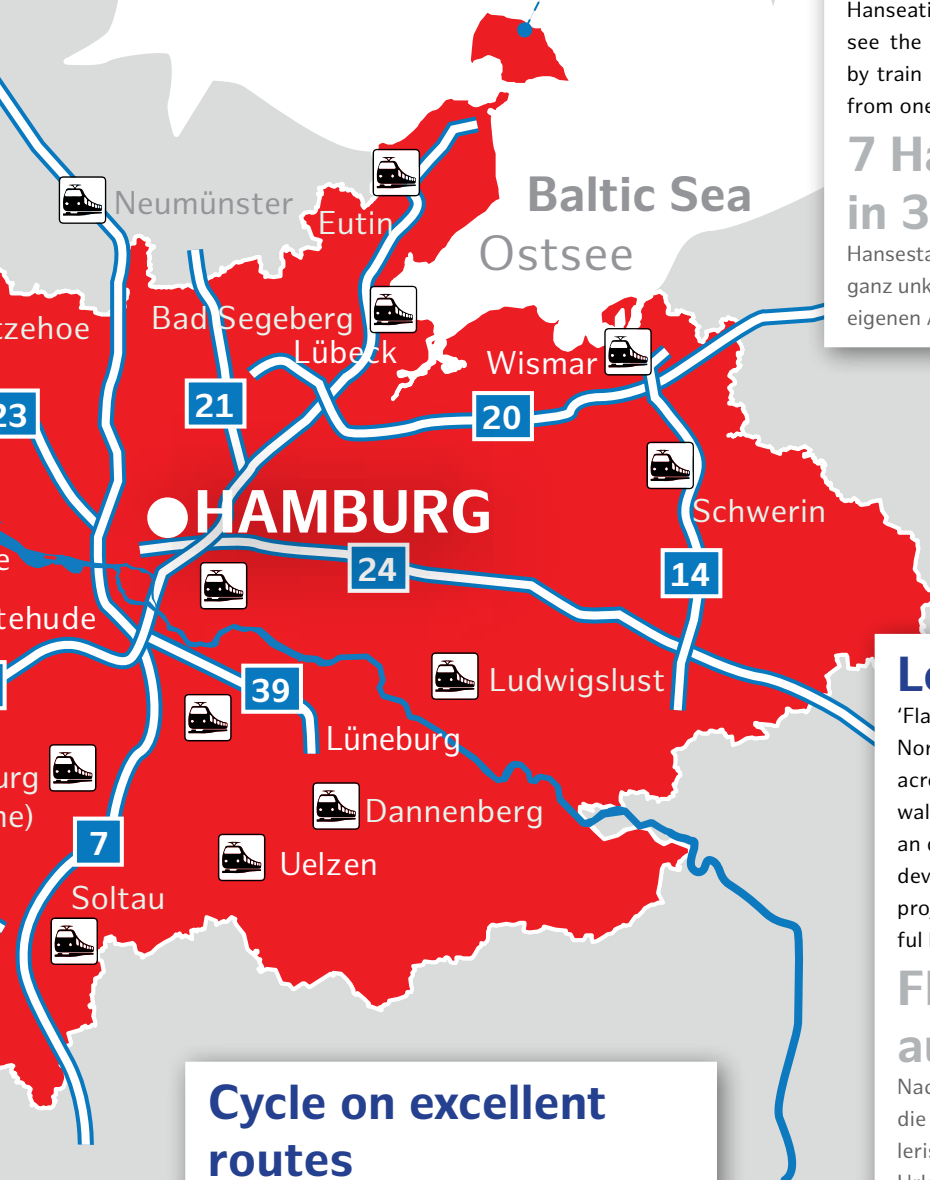 Hanseati
see the
by train
from one
7 Ha
in 3
Hansesta
ganz unk
eigenen A
Neumünster
Baltic Sea
Ostsee
Eutin
tzehoe
Bad Segeberg
Lübeck
Wismar
23
21
20
HAMBURG
Schwerin
24
14
e
tehude
39
Ludwigslust
Lüneburg
urg
ne)
Dannenberg
7
Uelzen
Soltau
Cycle on excellent
routes
'Fla
Nor
acr
wal
an
dev
pro
ful
Fl
au
Nac
die
leris